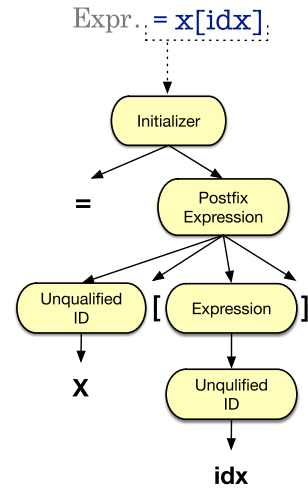 Expr. = x[idx]
Initializer
=
Postfix
Expression
Unqualified
ID
[
Expression
]
X
Unqulified
ID
idx